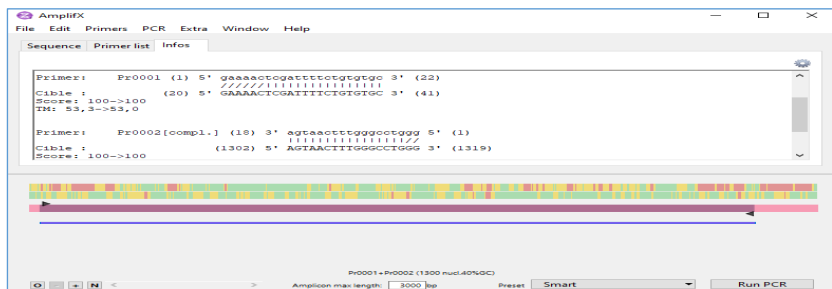 AmplifX
File Edit Primers PCR Extra Window Help
Sequence Primer list Infos
Primer: Pr0001 (1) 5' gaaaactcgattttctgtgtgc 3' (22)
//////||||||||||||||||
Cible : (20) 5' GAAAACTCGATTTTCTGTGTGC 3' (41)
Score: 100->100
TM: 53,3->53,0
Primer: Pr0002[compl.] (18) 3' agtaactttgggcctggg 5' (1)
||||||||||||||||//
Cible : (1302) 5' AGTAACTTTGGGCCTGGG 3' (1319)
Score: 100->100
Pr0001+Pr0002 (1300 nucl.40%GC)
O - + N < > Amplicon max length: 3000 bp Preset Smart Run PCR